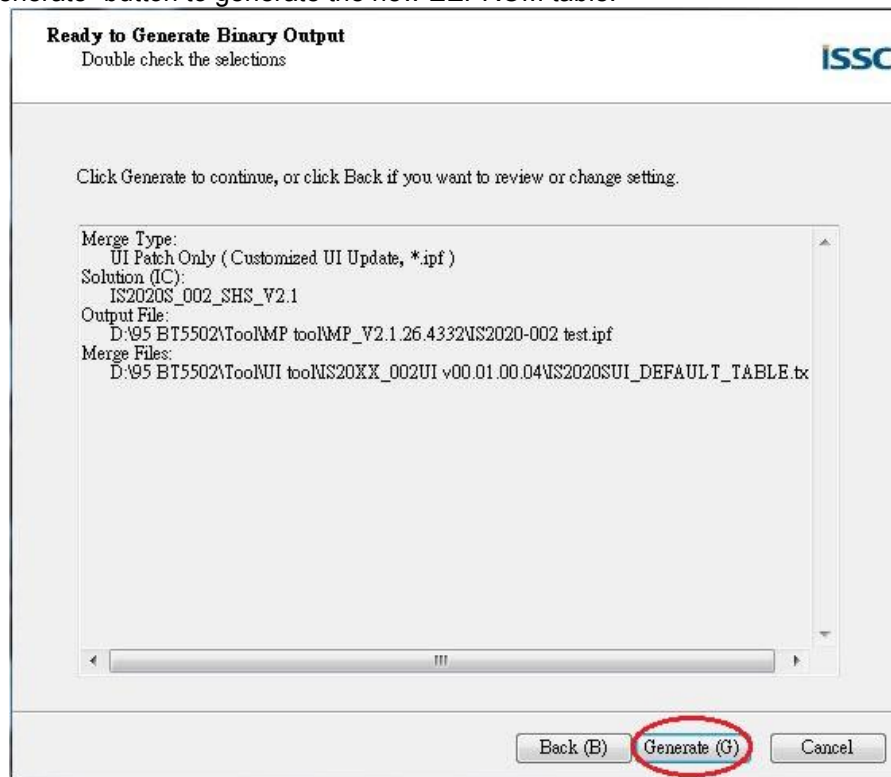 button to generate the new EEPROM table.
Ready to Generate Binary Output
Double check the selections
ISSC
Click Generate to continue, or click Back if you want to review or change setting.
Merge Type:
UI Patch Only ( Customized UI Update, *.ipf )
Solution (IC):
IS2020S_002_SHS_V2.1
Output File:
D:\95 BT5502\Tool\MP tool\MP_V2.1.26.4332\IS2020-002 test.ipf
Merge Files:
D:\95 BT5502\Tool\UI tool\IS20XX_002UI v00.01.00.04\IS2020SUI_DEFAULT_TABLE.tx
Back (B)
Generate (G)
Cancel